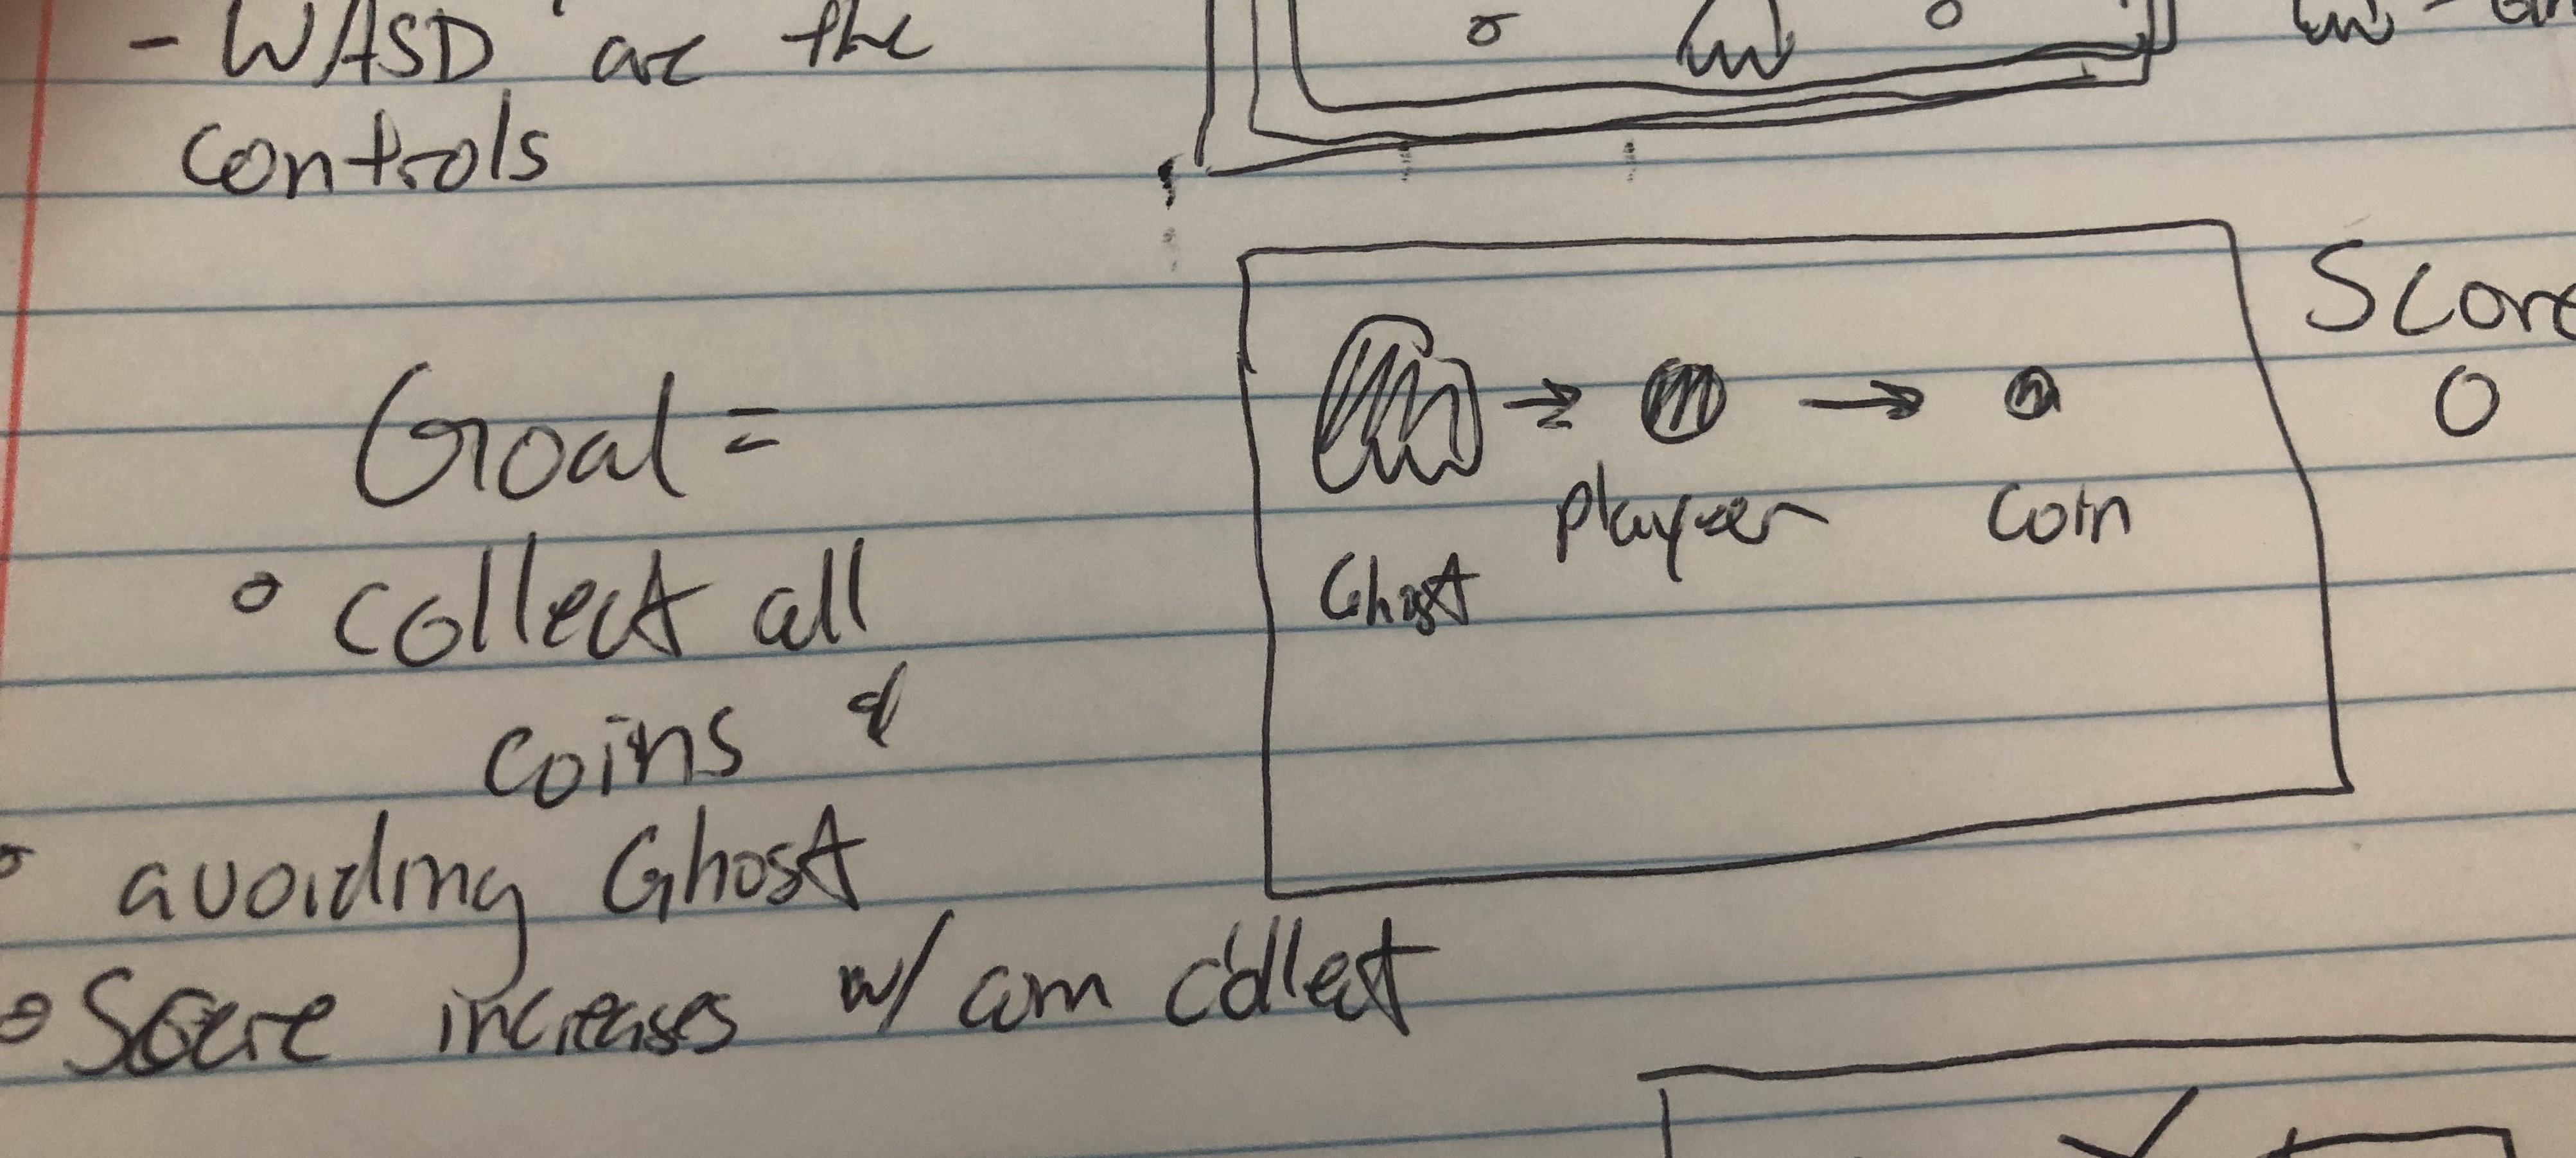 - WASD are the
controls
Goal =
° collect all
coins &
° avoiding Ghost
° Score increases w/ coin collect
Score
0
player
coin
Ghost